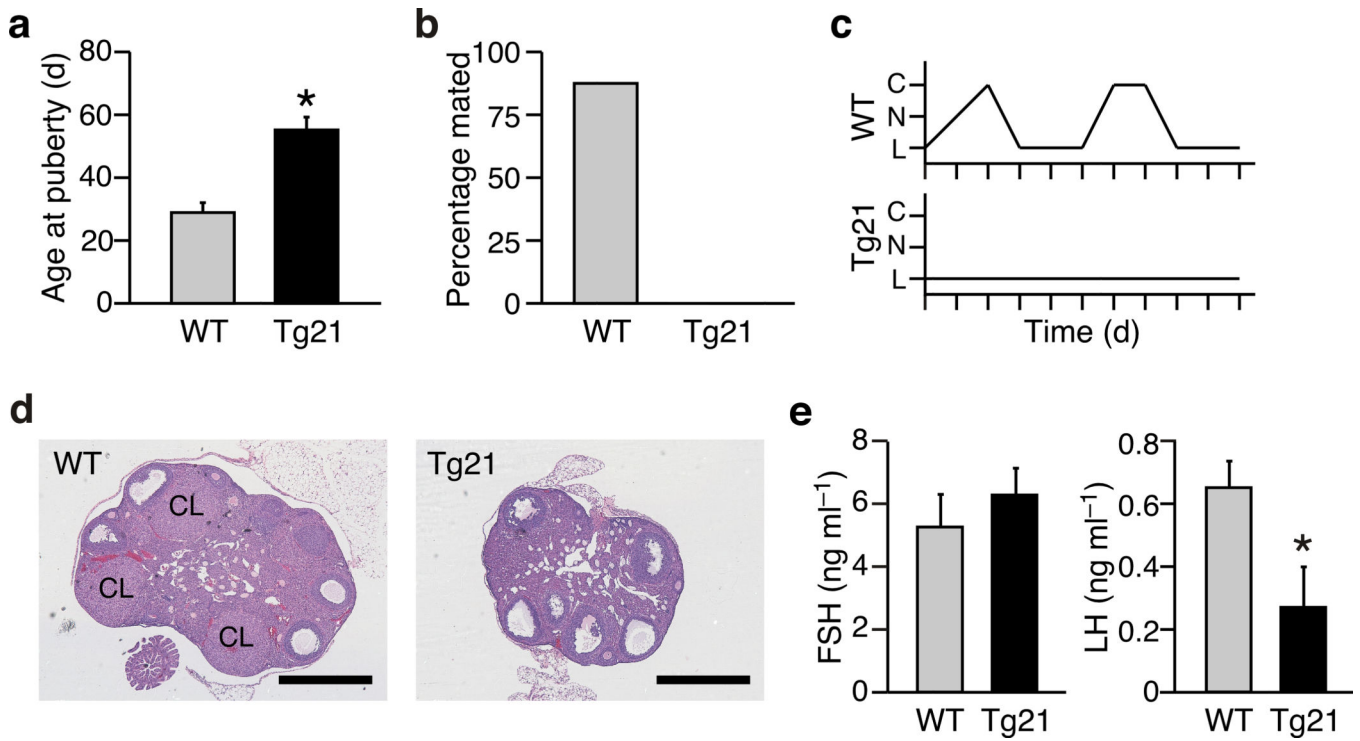 a
Age at puberty (d)
80
60
40
20
0
*
WT Tg21
b
Percentage mated
100
75
50
25
0
WT Tg21
c
WT
C
N
L
Tg21
C
N
L
Time (d)
d
WT
CL
CL
CL
Tg21
e
FSH (ng ml⁻¹)
8
6
4
2
0
WT Tg21
LH (ng ml⁻¹)
0.8
0.6
0.4
0.2
0
*
WT Tg21